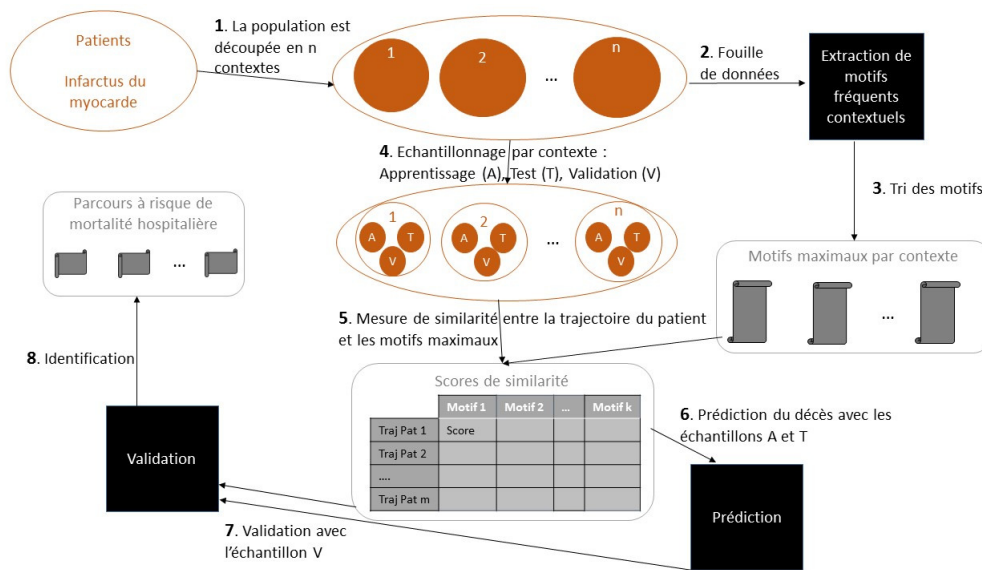 Patients
Infarctus du
myocarde
1. La population est
découpée en n
contextes
1
2
...
n
2. Fouille
de données
Extraction de
motifs
fréquents
contextuels
4. Echantillonnage par contexte :
Apprentissage (A), Test (T), Validation (V)
3. Tri des motifs
Parcours à risque de
mortalité hospitalière
...
1
A
T
V
2
A
T
V
...
n
A
T
V
Motifs maximaux par contexte
...
5. Mesure de similarité entre la trajectoire du patient
et les motifs maximaux
8. Identification
Scores de similarité
Motif 1 Motif 2 ... Motif k
Traj Pat 1 Score
Traj Pat 2
....
Traj Pat m
6. Prédiction du décès avec les
échantillons A et T
Validation
Prédiction
7. Validation avec
l'échantillon V